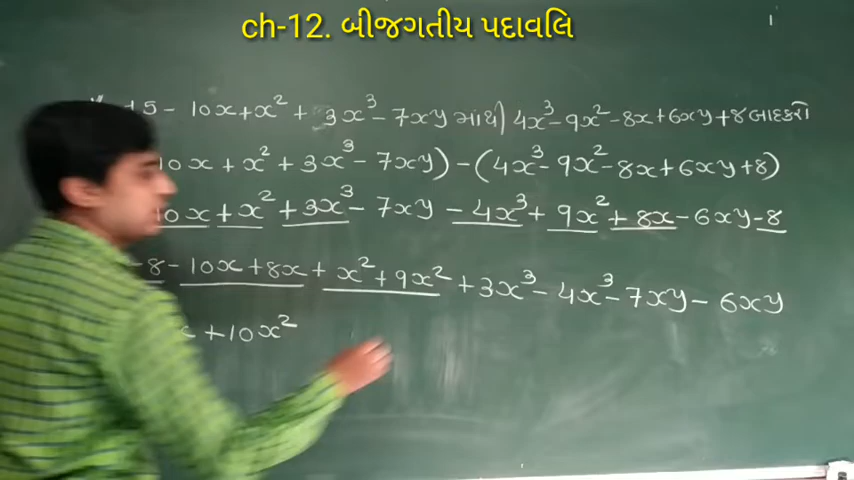 ch-12. બીજગતીય પદાવલિ
15 - 10x + x² + 3x³ - 7xy માંથી 4x³ - 9x² - 8x + 6xy + 8 બાદ કરો
10x + x² + 3x³ - 7xy) - (4x³ - 9x² - 8x + 6xy + 8)
10x + x² + 3x³ - 7xy - 4x³ + 9x² + 8x - 6xy - 8
- 8 - 10x + 8x + x² + 9x² + 3x³ - 4x³ - 7xy - 6xy
x + 10x²